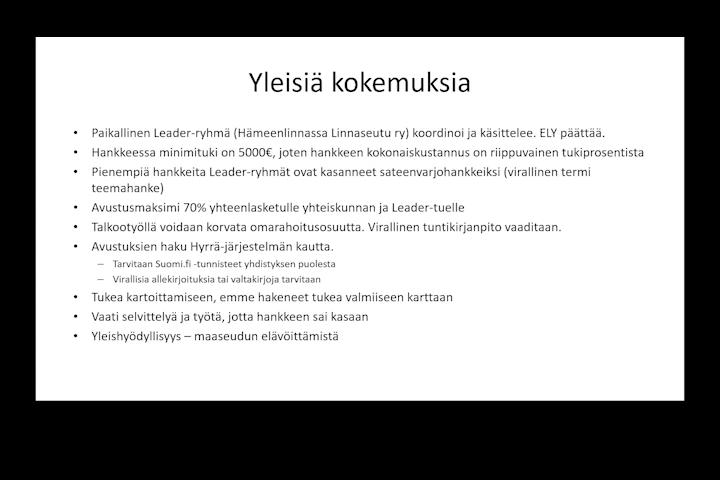 Yleisiä kokemuksia
• Paikallinen Leader-ryhmä (Hämeenlinnassa Linnaseutu ry) koordinoi ja käsittelee. ELY päättää.
• Hankkeessa minimituki on 5000€, joten hankkeen kokonaiskustannus on riippuvainen tukiprosentista
• Pienempiä hankkeita Leader-ryhmät ovat kasanneet sateenvarjohankkeiksi (virallinen termi
teemahanke)
• Avustusmaksimi 70% yhteenlasketulle yhteiskunnan ja Leader-tuelle
• Talkootyöllä voidaan korvata omarahoitusosuutta. Virallinen tuntikirjanpito vaaditaan.
• Avustuksien haku Hyrrä-järjestelmän kautta.
– Tarvitaan Suomi.fi -tunnisteet yhdistyksen puolesta
– Virallisia allekirjoituksia tai valtakirjoja tarvitaan
• Tukea kartoittamiseen, emme hakeneet tukea valmiiseen karttaan
• Vaati selvittelyä ja työtä, jotta hankkeen sai kasaan
• Yleishyödyllisyys – maaseudun elävöittämistä